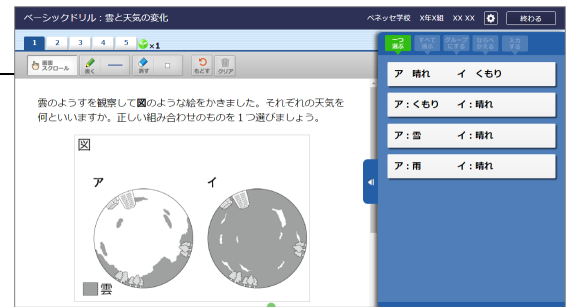 ベーシックドリル：雲と天気の変化
ベネッセ学校 X年X組 XX XX
終わる
1 2 3 4 5 ×1
画面
スクロール
書く
消す
もどす
クリア
一つ
選ぶ
すべて
選ぶ
グループ
にする
ならべ
かえる
入力
する
雲のようすを観察して図のような絵をかきました。それぞれの天気を
何といいますか。正しい組み合わせのものを１つ選びましょう。
図
ア イ
雲
ア 晴れ イ くもり
ア：くもり イ：晴れ
ア：雪 イ：晴れ
ア：雨 イ：晴れ